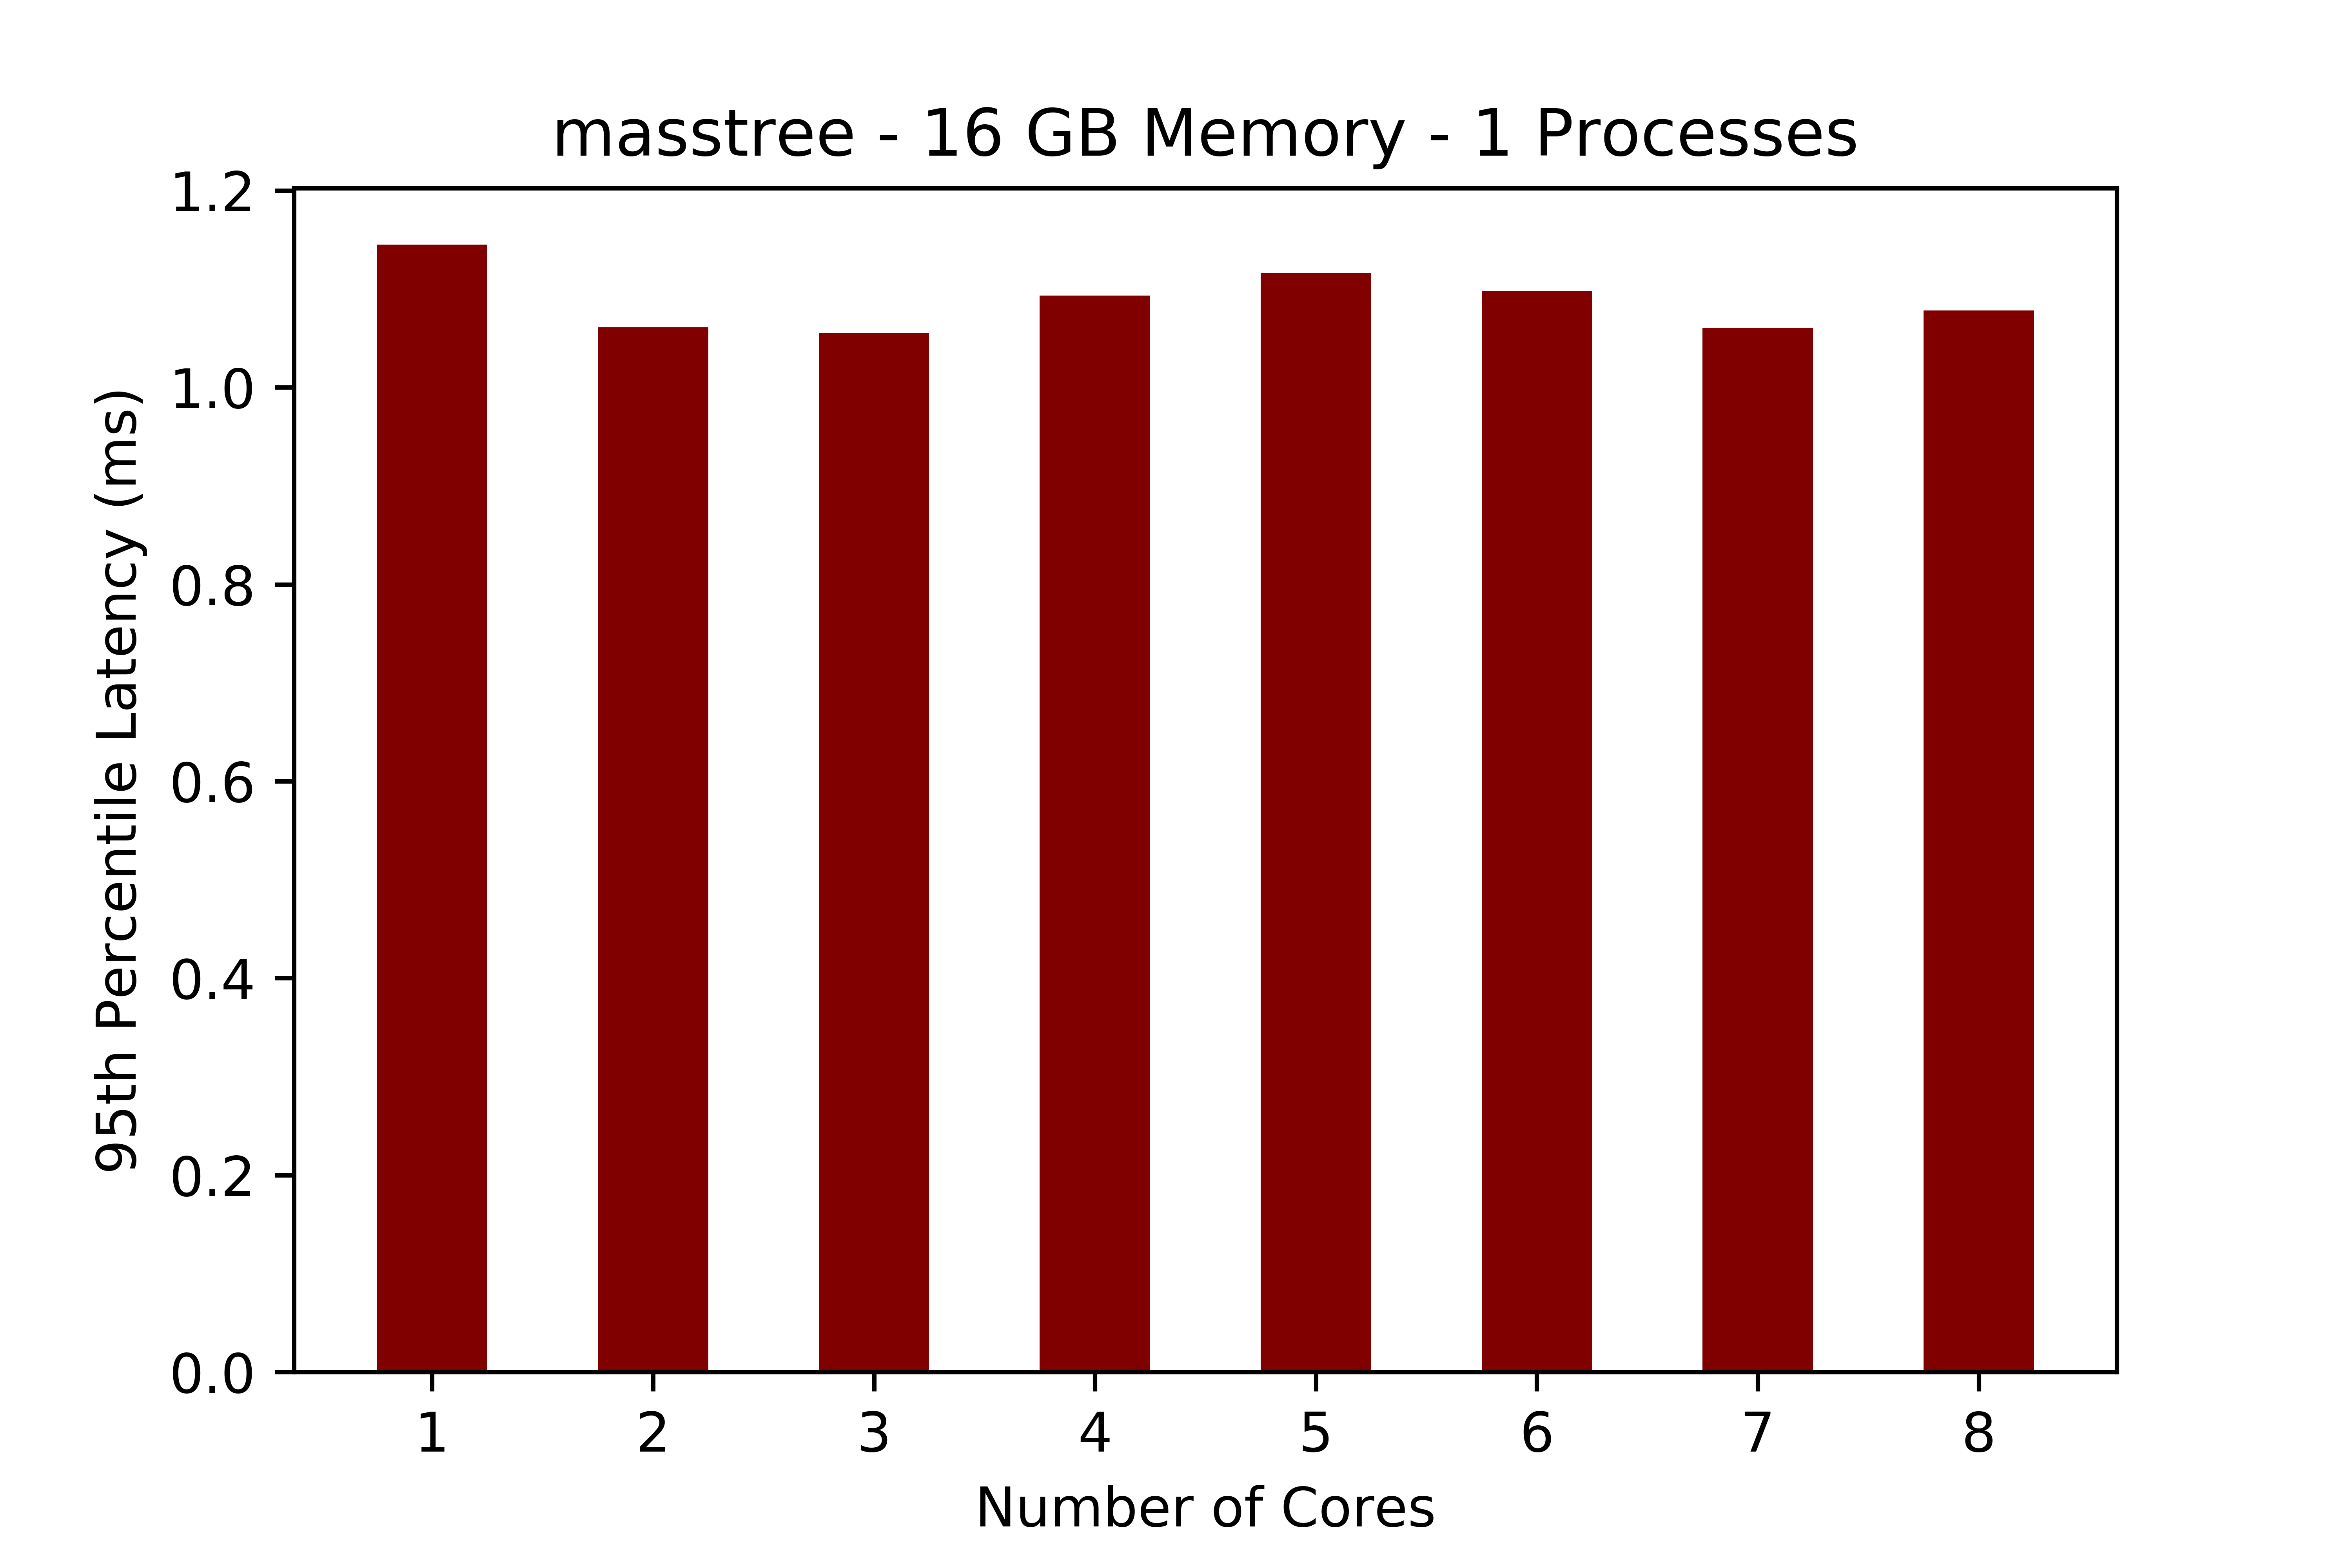 masstree - 16 GB Memory - 1 Processes
95th Percentile Latency (ms)
1.2
1.0
0.8
0.6
0.4
0.2
0.0
1 2 3 4 5 6 7 8
Number of Cores